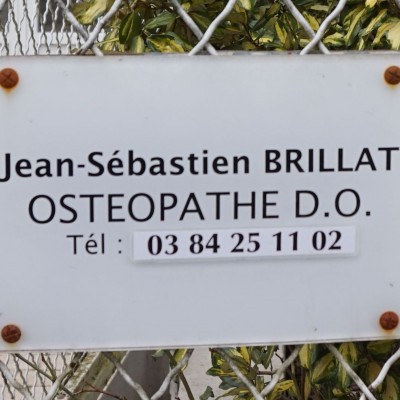 Jean-Sébastien BRILLAT
OSTEOPATHE D.O.
Tél : 03 84 25 11 02